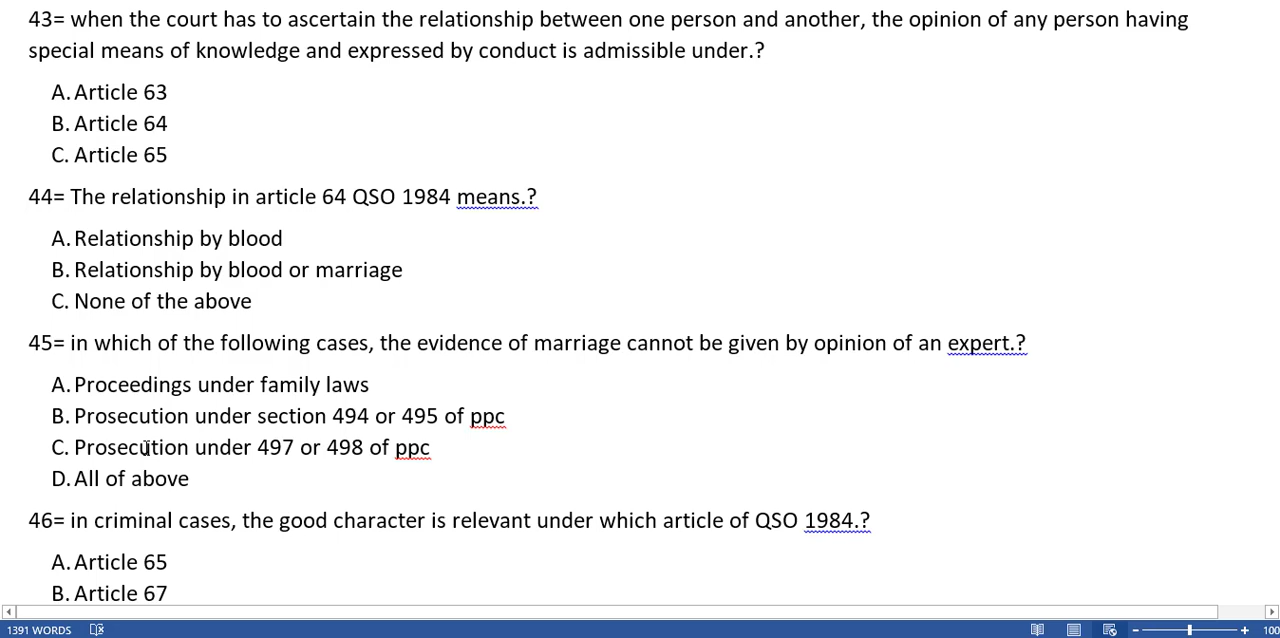 43= when the court has to ascertain the relationship between one person and another, the opinion of any person having
special means of knowledge and expressed by conduct is admissible under.?
A. Article 63
B. Article 64
C. Article 65
44= The relationship in article 64 QSO 1984 means.?
A. Relationship by blood
B. Relationship by blood or marriage
C. None of the above
45= in which of the following cases, the evidence of marriage cannot be given by opinion of an expert.?
A. Proceedings under family laws
B. Prosecution under section 494 or 495 of ppc
C. Prosecution under 497 or 498 of ppc
D. All of above
46= in criminal cases, the good character is relevant under which article of QSO 1984.?
A. Article 65
B. Article 67
1391 WORDS
100